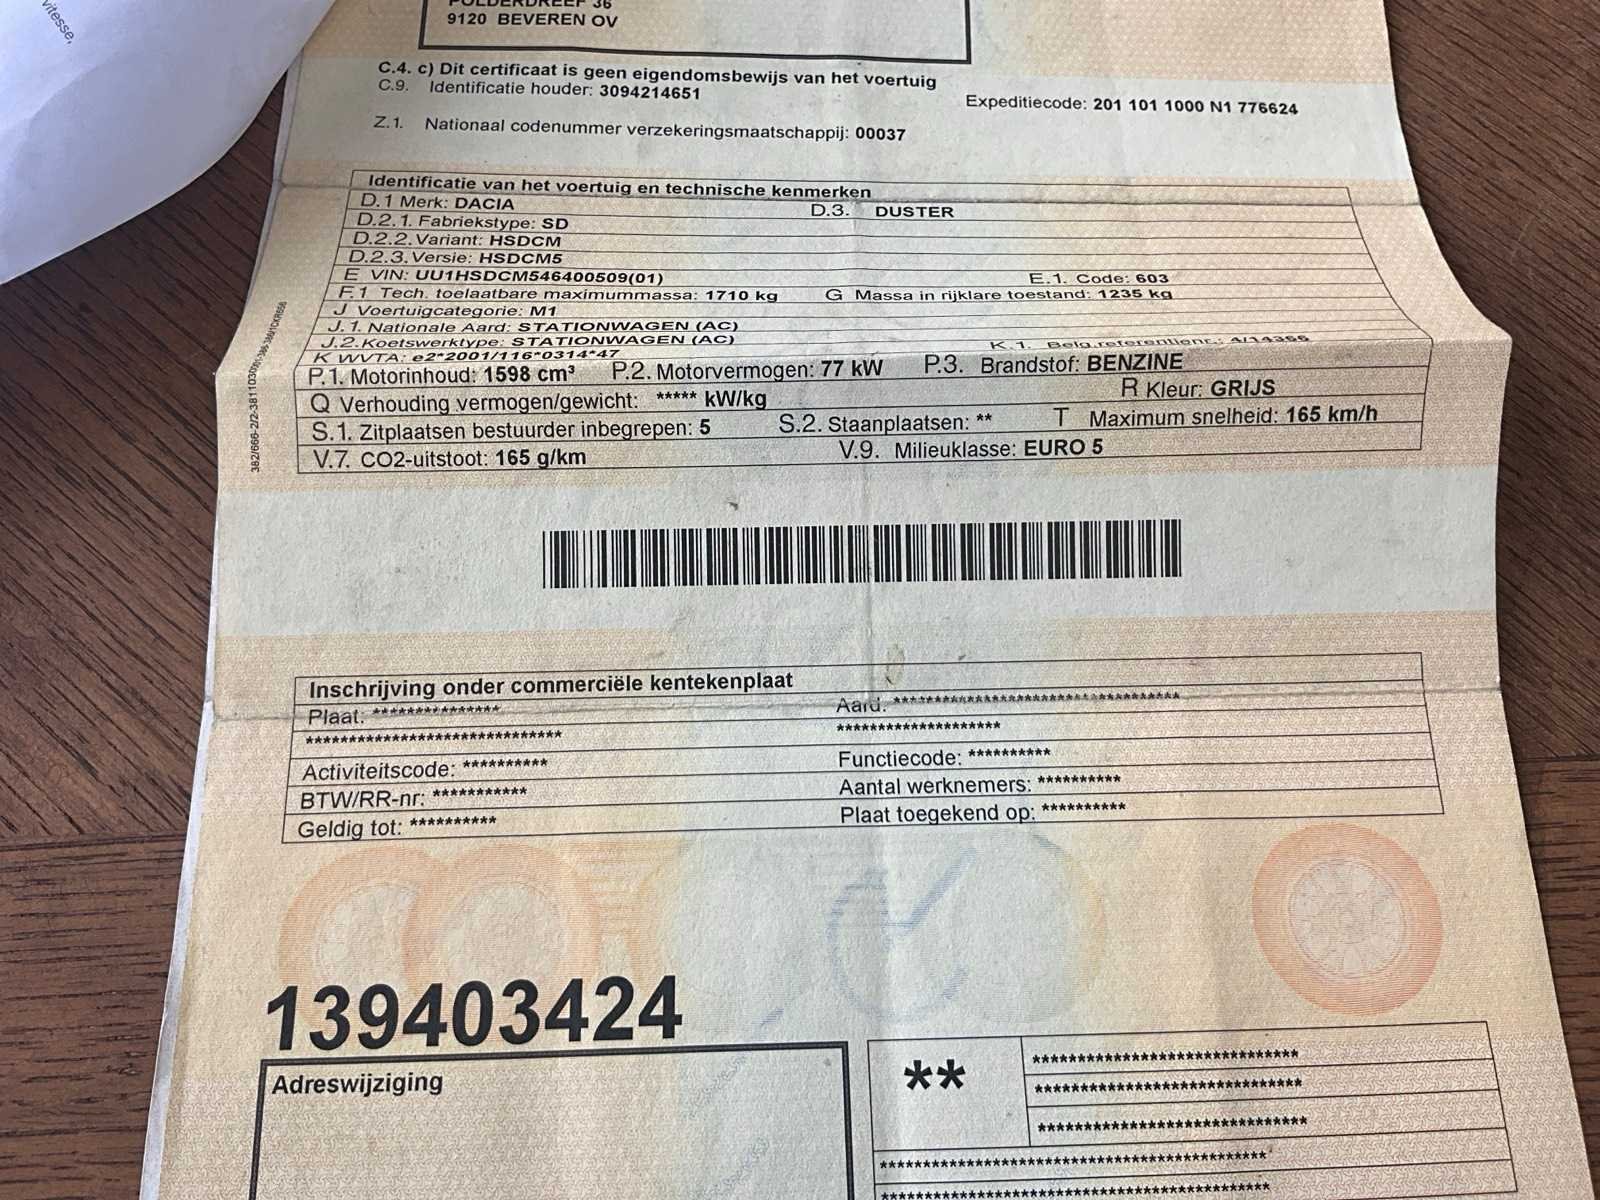 vitesse,
POLDERDREEF 36
9120 BEVEREN OV
C.4. c) Dit certificaat is geen eigendomsbewijs van het voertuig
C.9. Identificatie houder: 3094214651
Expeditiecode: 201 101 1000 N1 776624
Z.1. Nationaal codenummer verzekeringsmaatschappij: 00037
Identificatie van het voertuig en technische kenmerken
D.1 Merk: DACIA D.3. DUSTER
D.2.1. Fabriekstype: SD
D.2.2. Variant: HSDCM
D.2.3. Versie: HSDCM5
E VIN: UU1HSDCM546400509(01) E.1. Code: 603
F.1 Tech. toelaatbare maximummassa: 1710 kg G Massa in rijklare toestand: 1235 kg
J Voertuigcategorie: M1
J.1. Nationale Aard: STATIONWAGEN (AC)
J.2. Koetswerktype: STATIONWAGEN (AC)
K WVTA: e2*2001/116*0314*47 K.1. Belg.referentienr.:
P.1. Motorinhoud: 1598 cm³ P.2. Motorvermogen: 77 kW P.3. Brandstof: BENZINE
Q Verhouding vermogen/gewicht: ***** kW/kg R Kleur: GRIJS
S.1. Zitplaatsen bestuurder inbegrepen: 5 S.2. Staanplaatsen: ** T Maximum snelheid: 165 km/h
V.7. CO2-uitstoot: 165 g/km V.9. Milieuklasse: EURO 5
Inschrijving onder commerciële kentekenplaat
Plaat: *************** Aard: **********************************
****************************** ********************
Activiteitscode: ********** Functiecode: **********
BTW/RR-nr: *********** Aantal werknemers: **********
Geldig tot: ********** Plaat toegekend op: **********
139403424
Adreswijziging
**
********************************
********************************
********************************
**********************************************
**********************************************